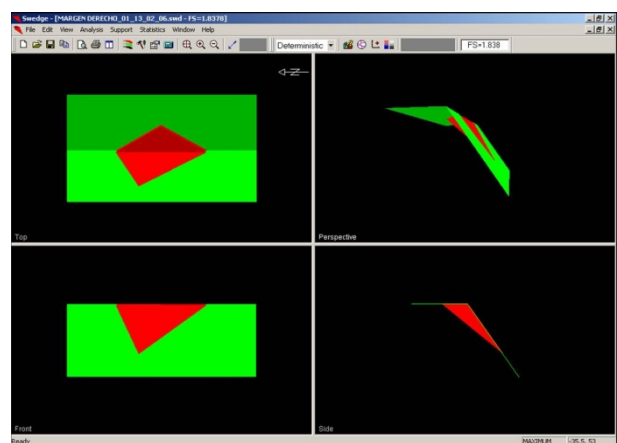 Swedge - [MARGEN DERECHO_01_13_02_06.swd - FS=1.8378]
File Edit View Analysis Support Statistics Window Help
Deterministic FS=1.838
Top
Perspective
Front
Side
Ready MAXIMUM -35.5, 53